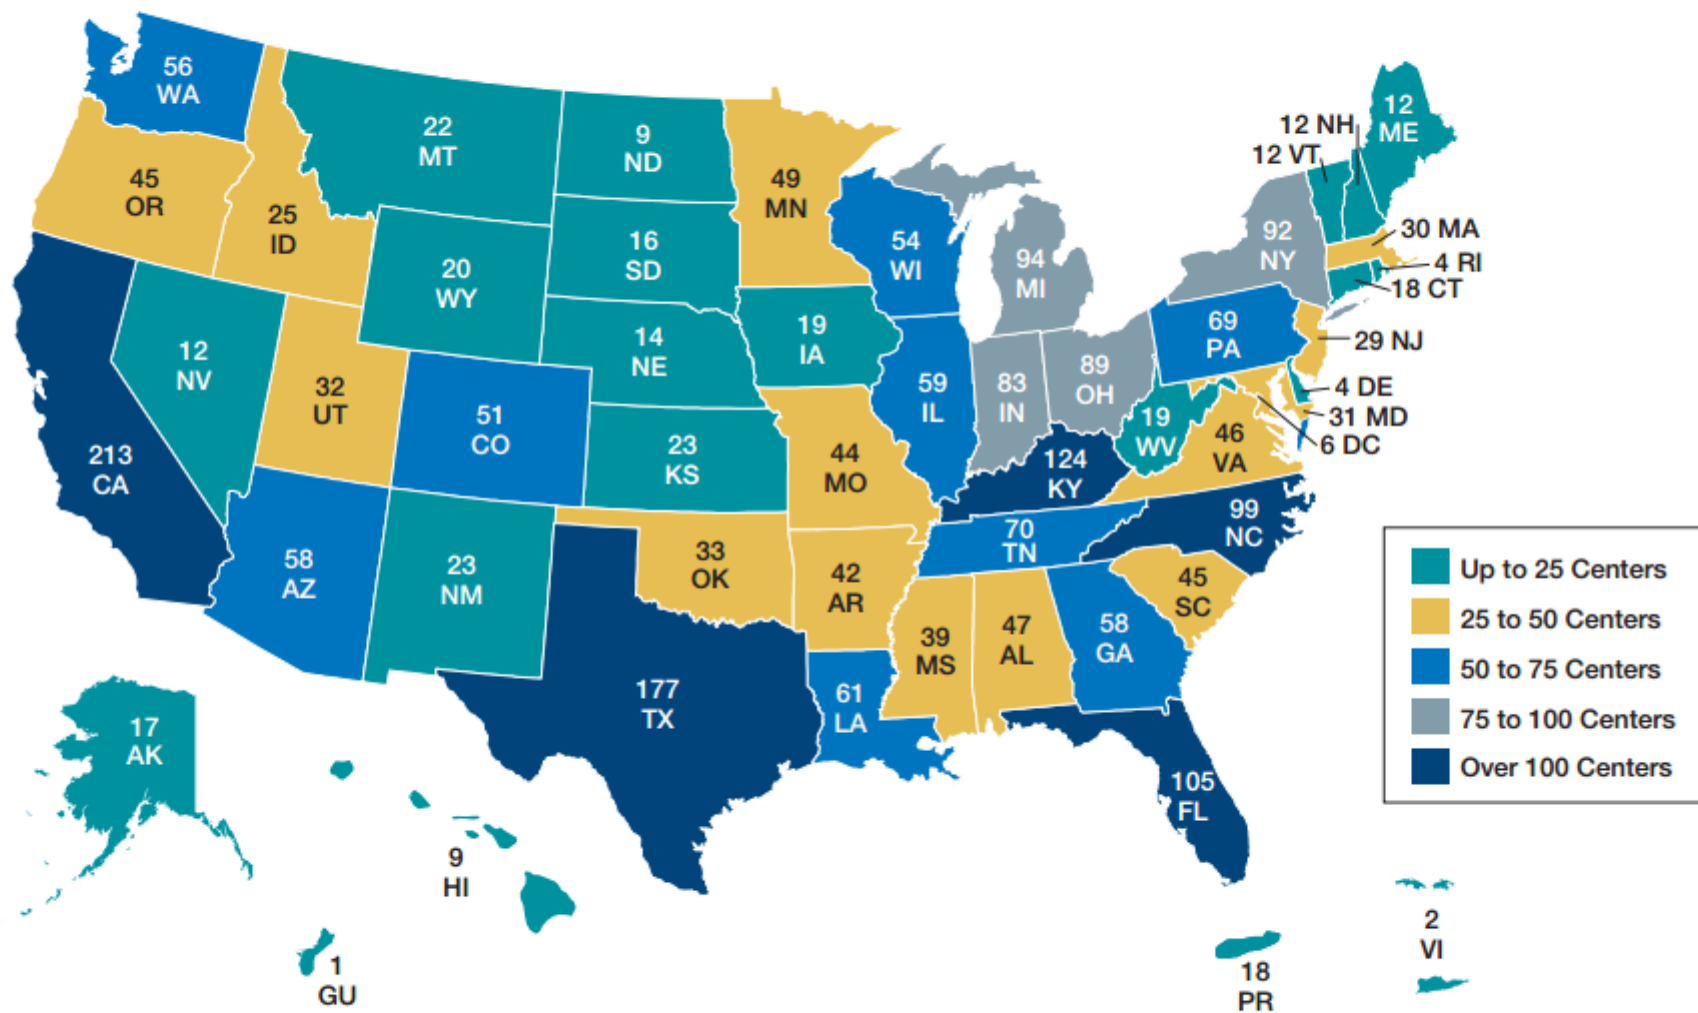 56
WA
45
OR
25
ID
22
MT
9
ND
49
MN
16
SD
20
WY
14
NE
19
IA
54
WI
94
MI
12 NH
12 VT
12
ME
92
NY
30 MA
4 RI
18 CT
69
PA
29 NJ
4 DE
31 MD
6 DC
213
CA
12
NV
32
UT
51
CO
23
KS
44
MO
59
IL
83
IN
89
OH
19
WV
46
VA
124
KY
99
NC
58
AZ
23
NM
33
OK
42
AR
70
TN
45
SC
39
MS
47
AL
58
GA
177
TX
61
LA
105
FL
17
AK
9
HI
1
GU
18
PR
2
VI
Up to 25 Centers
25 to 50 Centers
50 to 75 Centers
75 to 100 Centers
Over 100 Centers